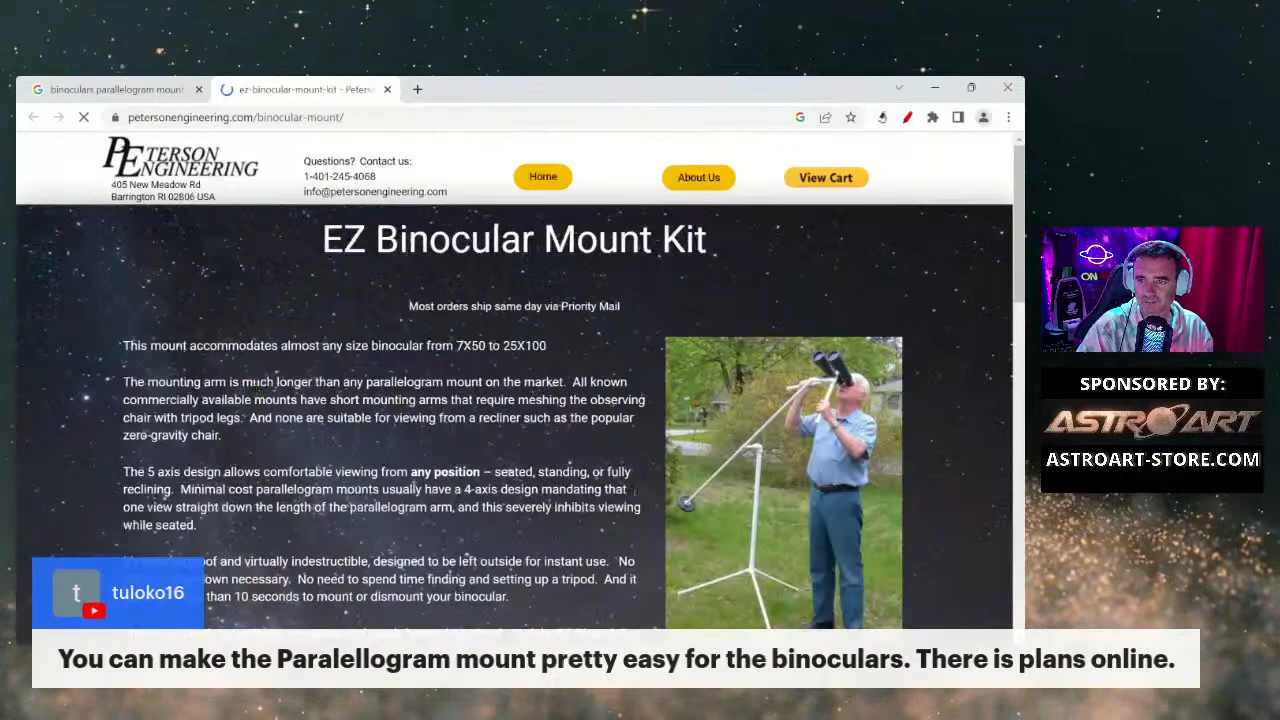 binoculars parallelogram mount
ez-binocular-mount-kit - Peters
petersonengineering.com/binocular-mount/
PETERSON
ENGINEERING
405 New Meadow Rd
Barrington RI 02806 USA
Questions? Contact us:
1-401-245-4068
info@petersonengineering.com
Home
About Us
View Cart
EZ Binocular Mount Kit
Most orders ship same day via Priority Mail
This mount accommodates almost any size binocular from 7X50 to 25X100
The mounting arm is much longer than any parallelogram mount on the market. All known
commercially available mounts have short mounting arms that require meshing the observing
chair with tripod legs. And none are suitable for viewing from a recliner such as the popular
zero-gravity chair.
The 5 axis design allows comfortable viewing from any position – seated, standing, or fully
reclining. Minimal cost parallelogram mounts usually have a 4-axis design mandating that
one view straight down the length of the parallelogram arm, and this severely inhibits viewing
while seated.
and virtually indestructible, designed to be left outside for instant use. No
necessary. No need to spend time finding and setting up a tripod. And it
than 10 seconds to mount or dismount your binocular.
SPONSORED BY:
ASTROART
ASTROART-STORE.COM
t
tuloko16
You can make the Paralellogram mount pretty easy for the binoculars. There is plans online.